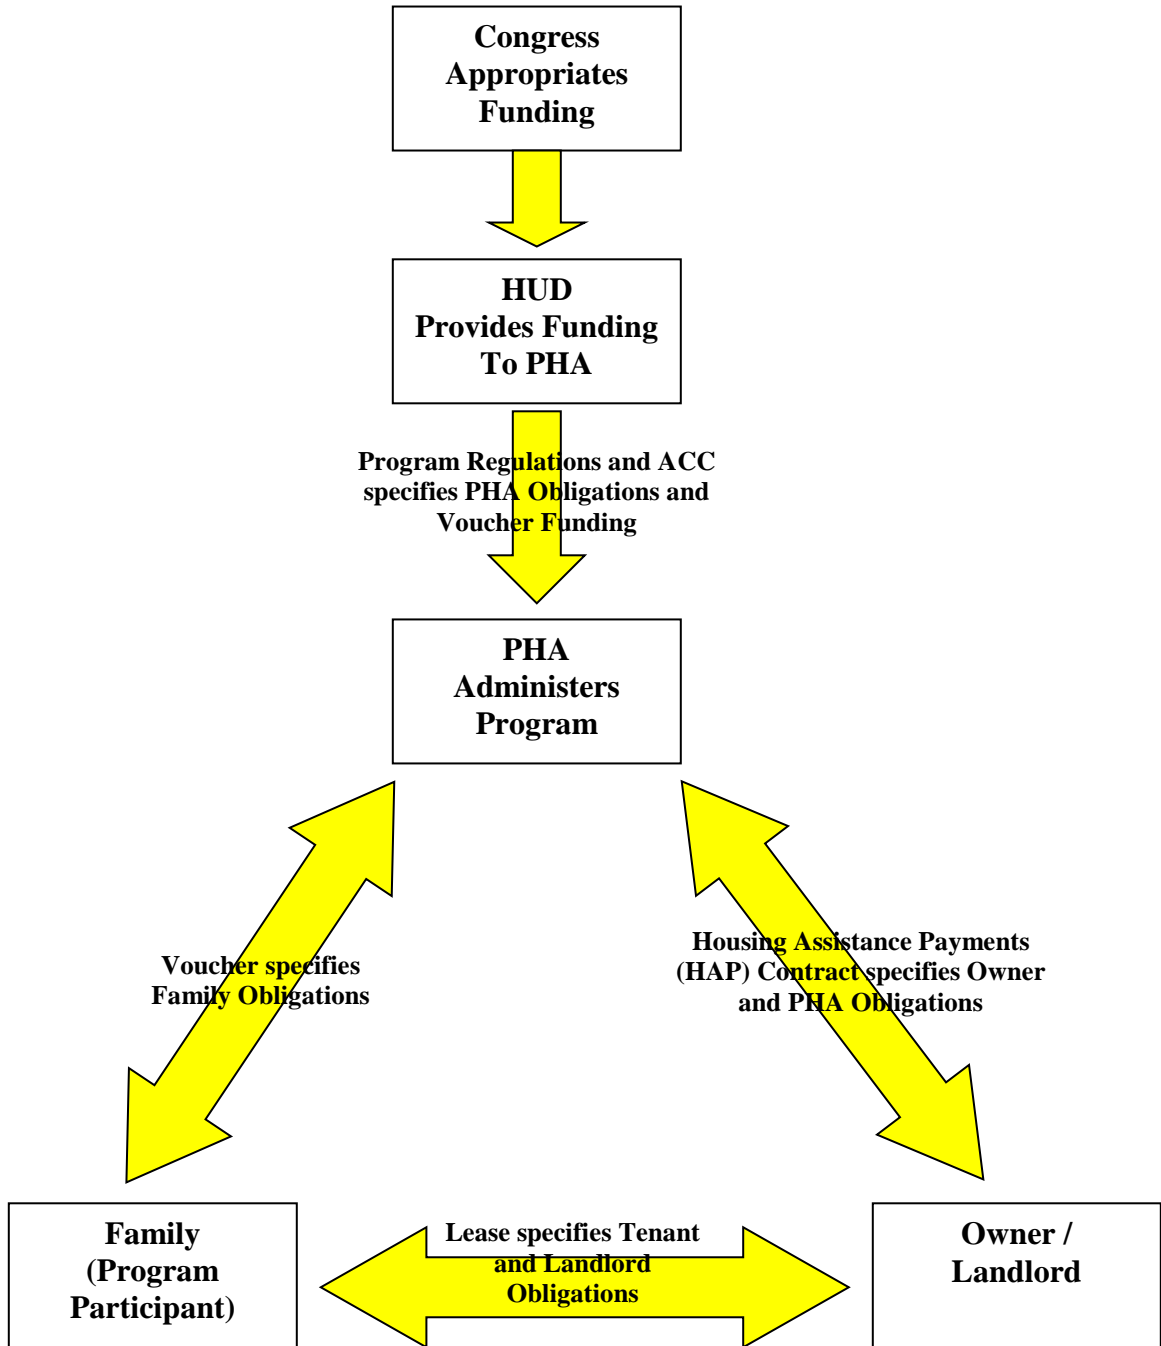 Congress
Appropriates
Funding
HUD
Provides Funding
To PHA
Program Regulations and ACC
specifies PHA Obligations and
Voucher Funding
PHA
Administers
Program
Voucher specifies
Family Obligations
Housing Assistance Payments
(HAP) Contract specifies Owner
and PHA Obligations
Family
(Program
Participant)
Lease specifies Tenant
and Landlord
Obligations
Owner /
Landlord